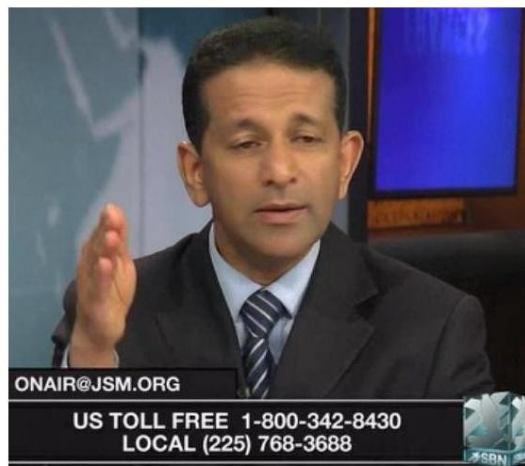 ONAIR@JSM.ORG
US TOLL FREE 1-800-342-8430
LOCAL (225) 768-3688
SBN